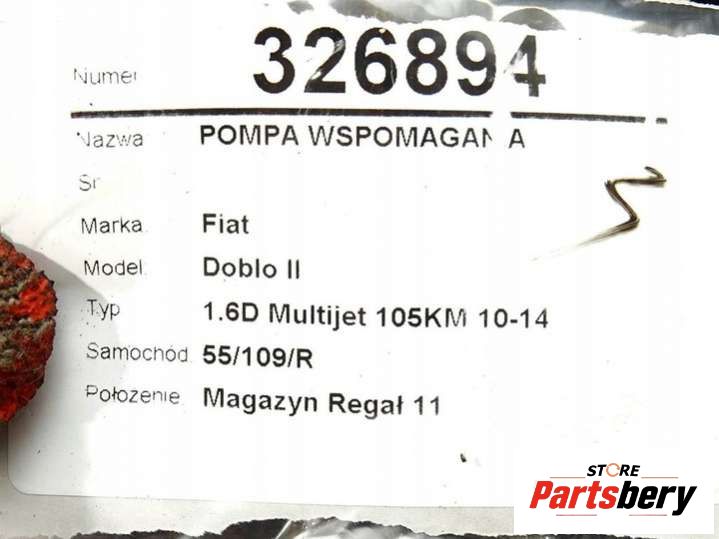 Numer 326894
Nazwa POMPA WSPOMAGANIA
Marka Fiat
Model: Doblo II
Typ 1.6D Multijet 105KM 10-14
Samochód 55/109/R
Położenie Magazyn Regał 11
STORE
Partsbery